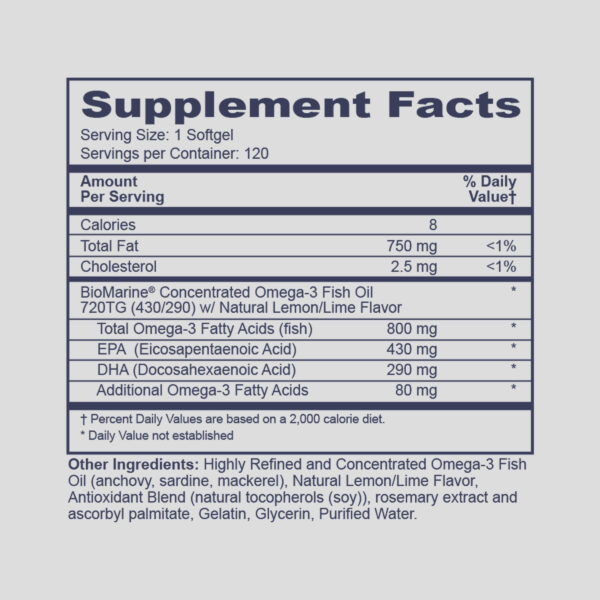 Supplement Facts
Serving Size: 1 Softgel
Servings per Container: 120
Amount % Daily
Per Serving Value†
Calories 8
Total Fat 750 mg <1%
Cholesterol 2.5 mg <1%
BioMarine® Concentrated Omega-3 Fish Oil *
720TG (430/290) w/ Natural Lemon/Lime Flavor
Total Omega-3 Fatty Acids (fish) 800 mg *
EPA (Eicosapentaenoic Acid) 430 mg *
DHA (Docosahexaenoic Acid) 290 mg *
Additional Omega-3 Fatty Acids 80 mg *
† Percent Daily Values are based on a 2,000 calorie diet.
* Daily Value not established
Other Ingredients: Highly Refined and Concentrated Omega-3 Fish
Oil (anchovy, sardine, mackerel), Natural Lemon/Lime Flavor,
Antioxidant Blend (natural tocopherols (soy)), rosemary extract and
ascorbyl palmitate, Gelatin, Glycerin, Purified Water.